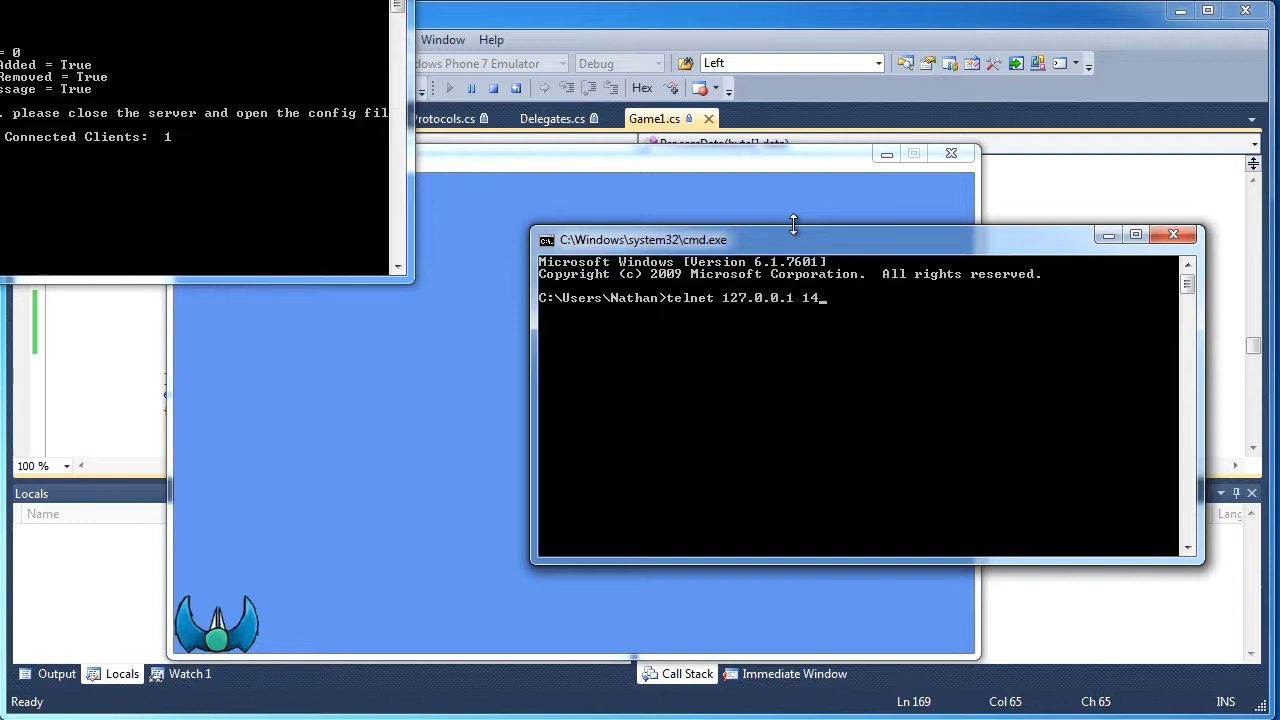 = 0
Added = True
Removed = True
ssage = True
. please close the server and open the config fil
Connected Clients: 1
Window Help
dows Phone 7 Emulator Debug Left
Hex
rotocols.cs Delegates.cs Game1.cs
ProcessData(byte[] data)
C:\Windows\system32\cmd.exe
Microsoft Windows [Version 6.1.7601]
Copyright (c) 2009 Microsoft Corporation. All rights reserved.
C:\Users\Nathan>telnet 127.0.0.1 14_
100 %
Locals
Name
Lang
Output Locals Watch 1 Call Stack Immediate Window
Ready Ln 169 Col 65 Ch 65 INS